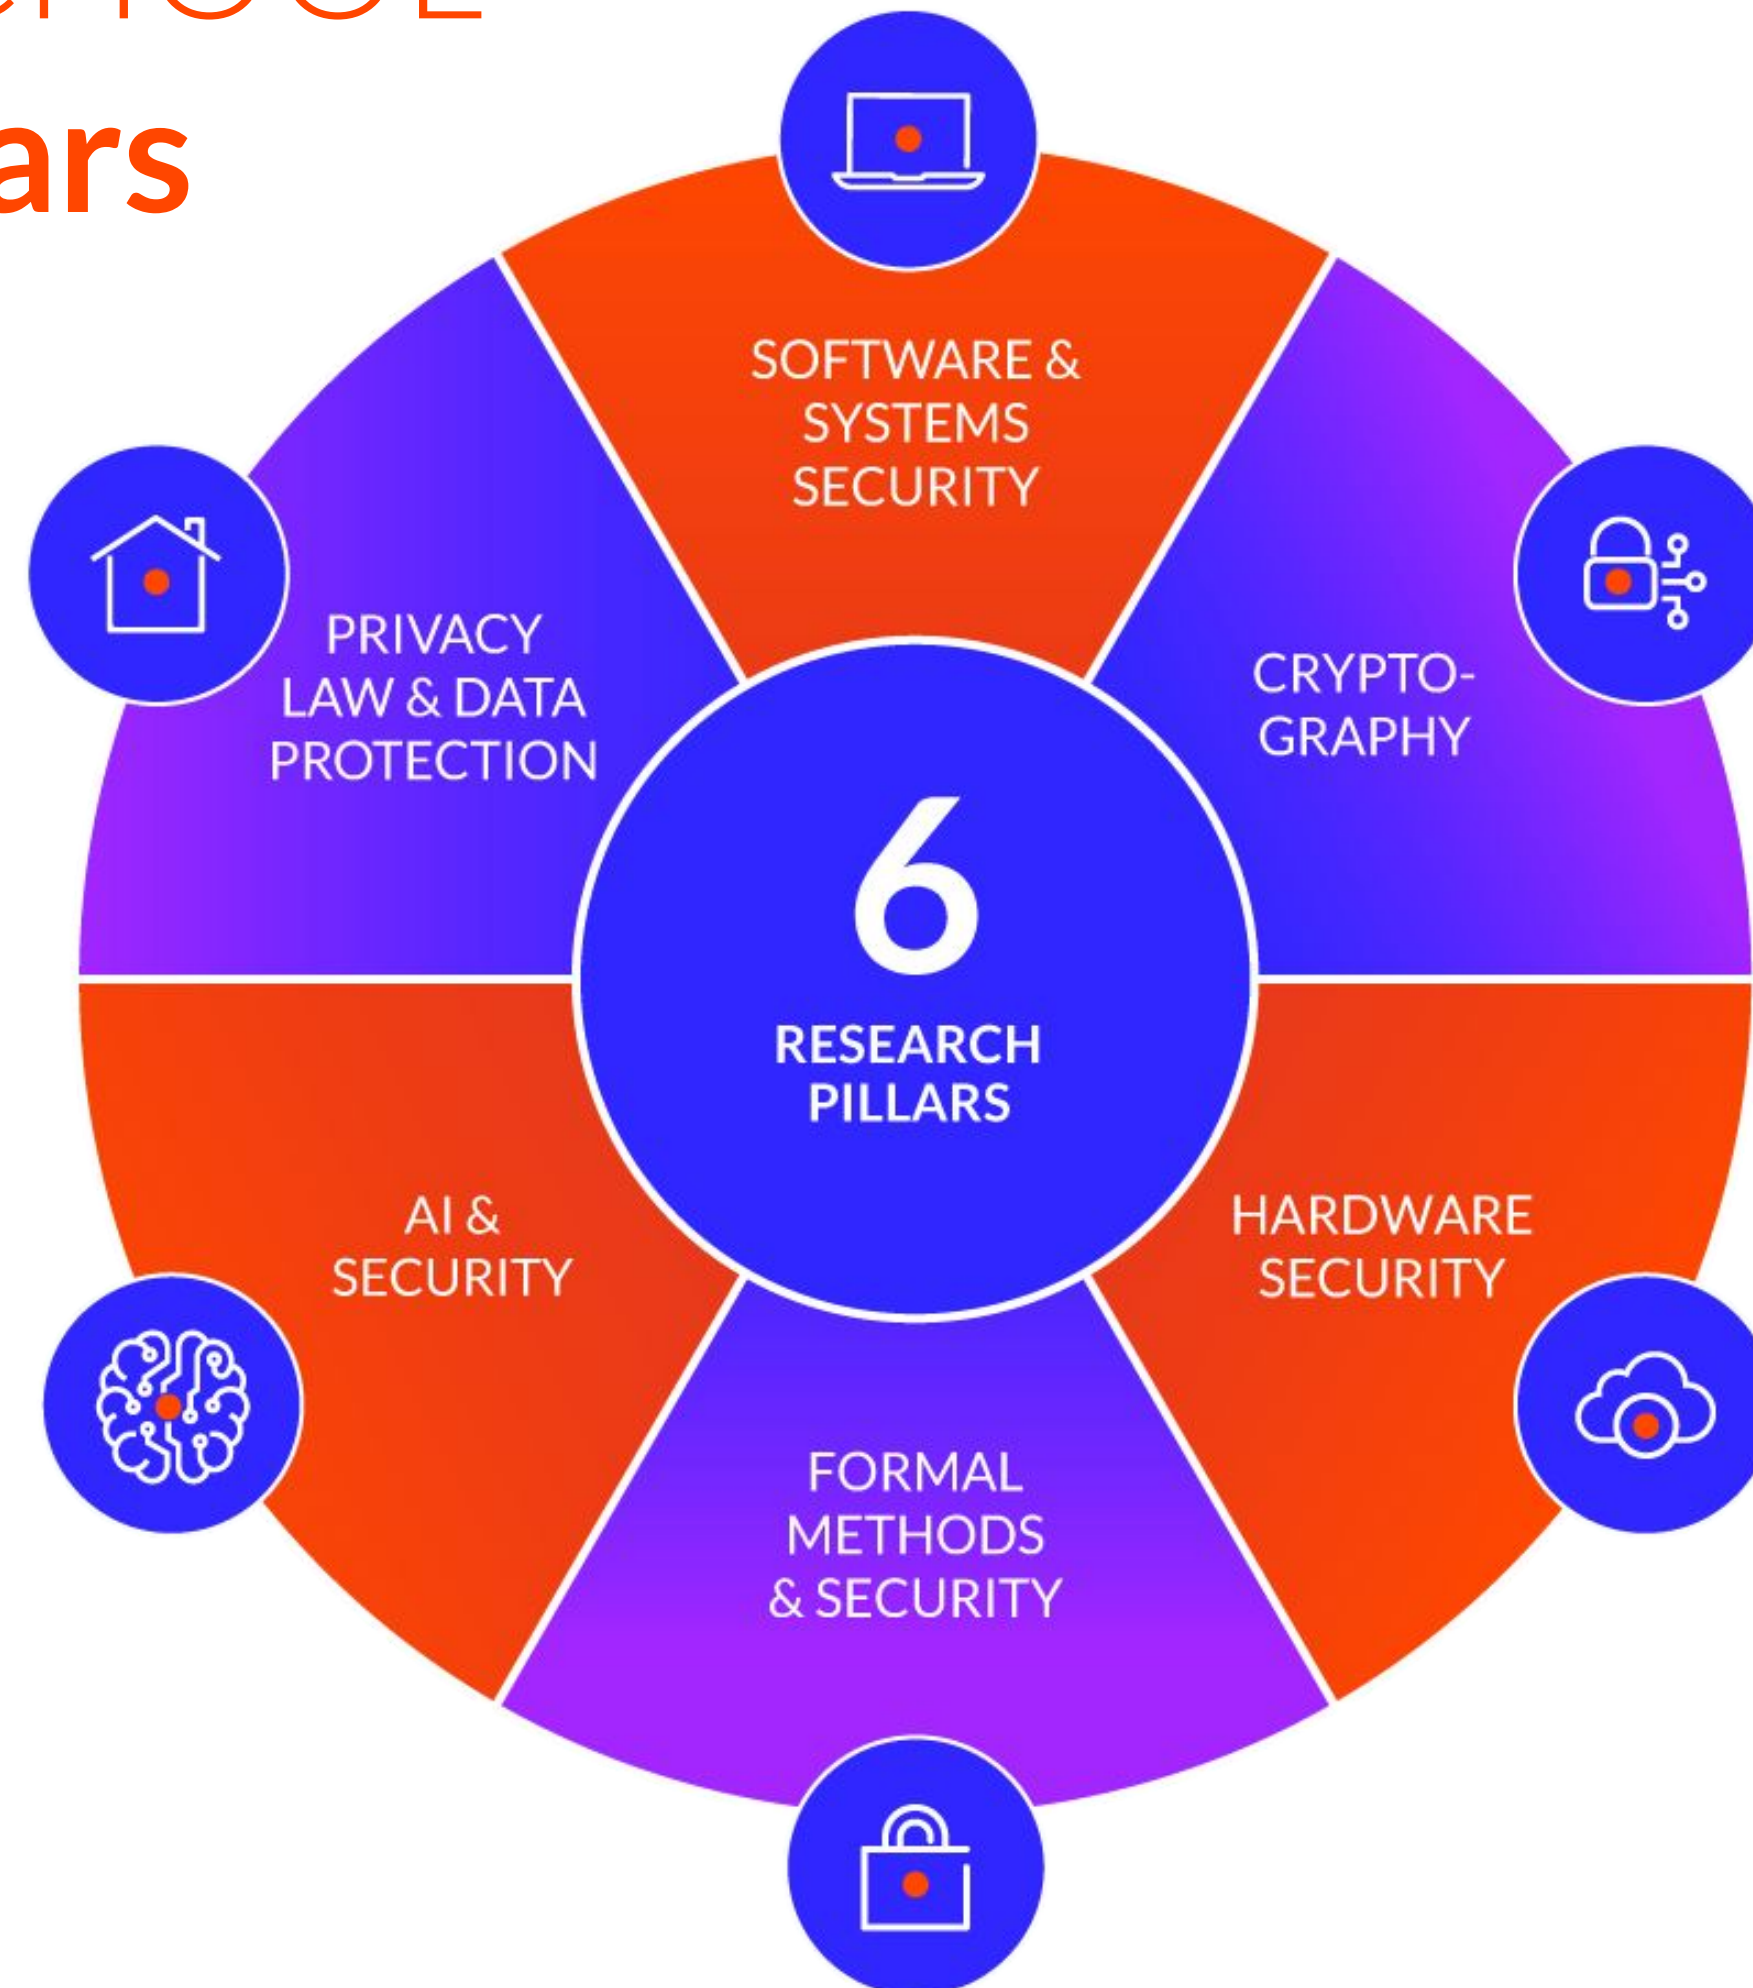 ars
SOFTWARE &
SYSTEMS
SECURITY
CRYPTO-
GRAPHY
HARDWARE
SECURITY
FORMAL
METHODS
& SECURITY
AI &
SECURITY
PRIVACY
LAW & DATA
PROTECTION
6
RESEARCH
PILLARS